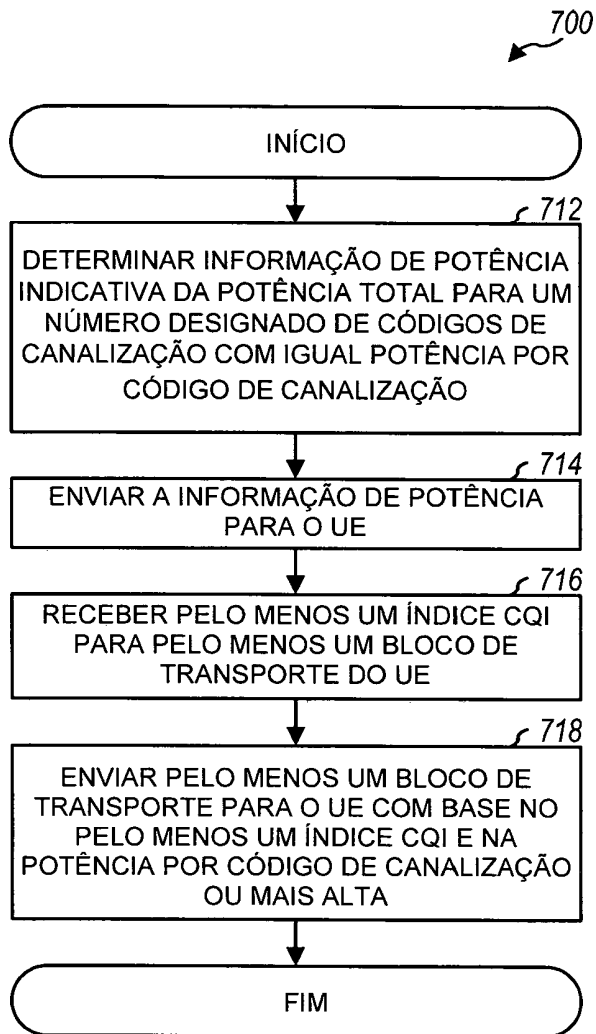 700
INÍCIO
712
DETERMINAR INFORMAÇÃO DE POTÊNCIA
INDICATIVA DA POTÊNCIA TOTAL PARA UM
NÚMERO DESIGNADO DE CÓDIGOS DE
CANALIZAÇÃO COM IGUAL POTÊNCIA POR
CÓDIGO DE CANALIZAÇÃO
714
ENVIAR A INFORMAÇÃO DE POTÊNCIA
PARA O UE
716
RECEBER PELO MENOS UM ÍNDICE CQI
PARA PELO MENOS UM BLOCO DE
TRANSPORTE DO UE
718
ENVIAR PELO MENOS UM BLOCO DE
TRANSPORTE PARA O UE COM BASE NO
PELO MENOS UM ÍNDICE CQI E NA
POTÊNCIA POR CÓDIGO DE CANALIZAÇÃO
OU MAIS ALTA
FIM